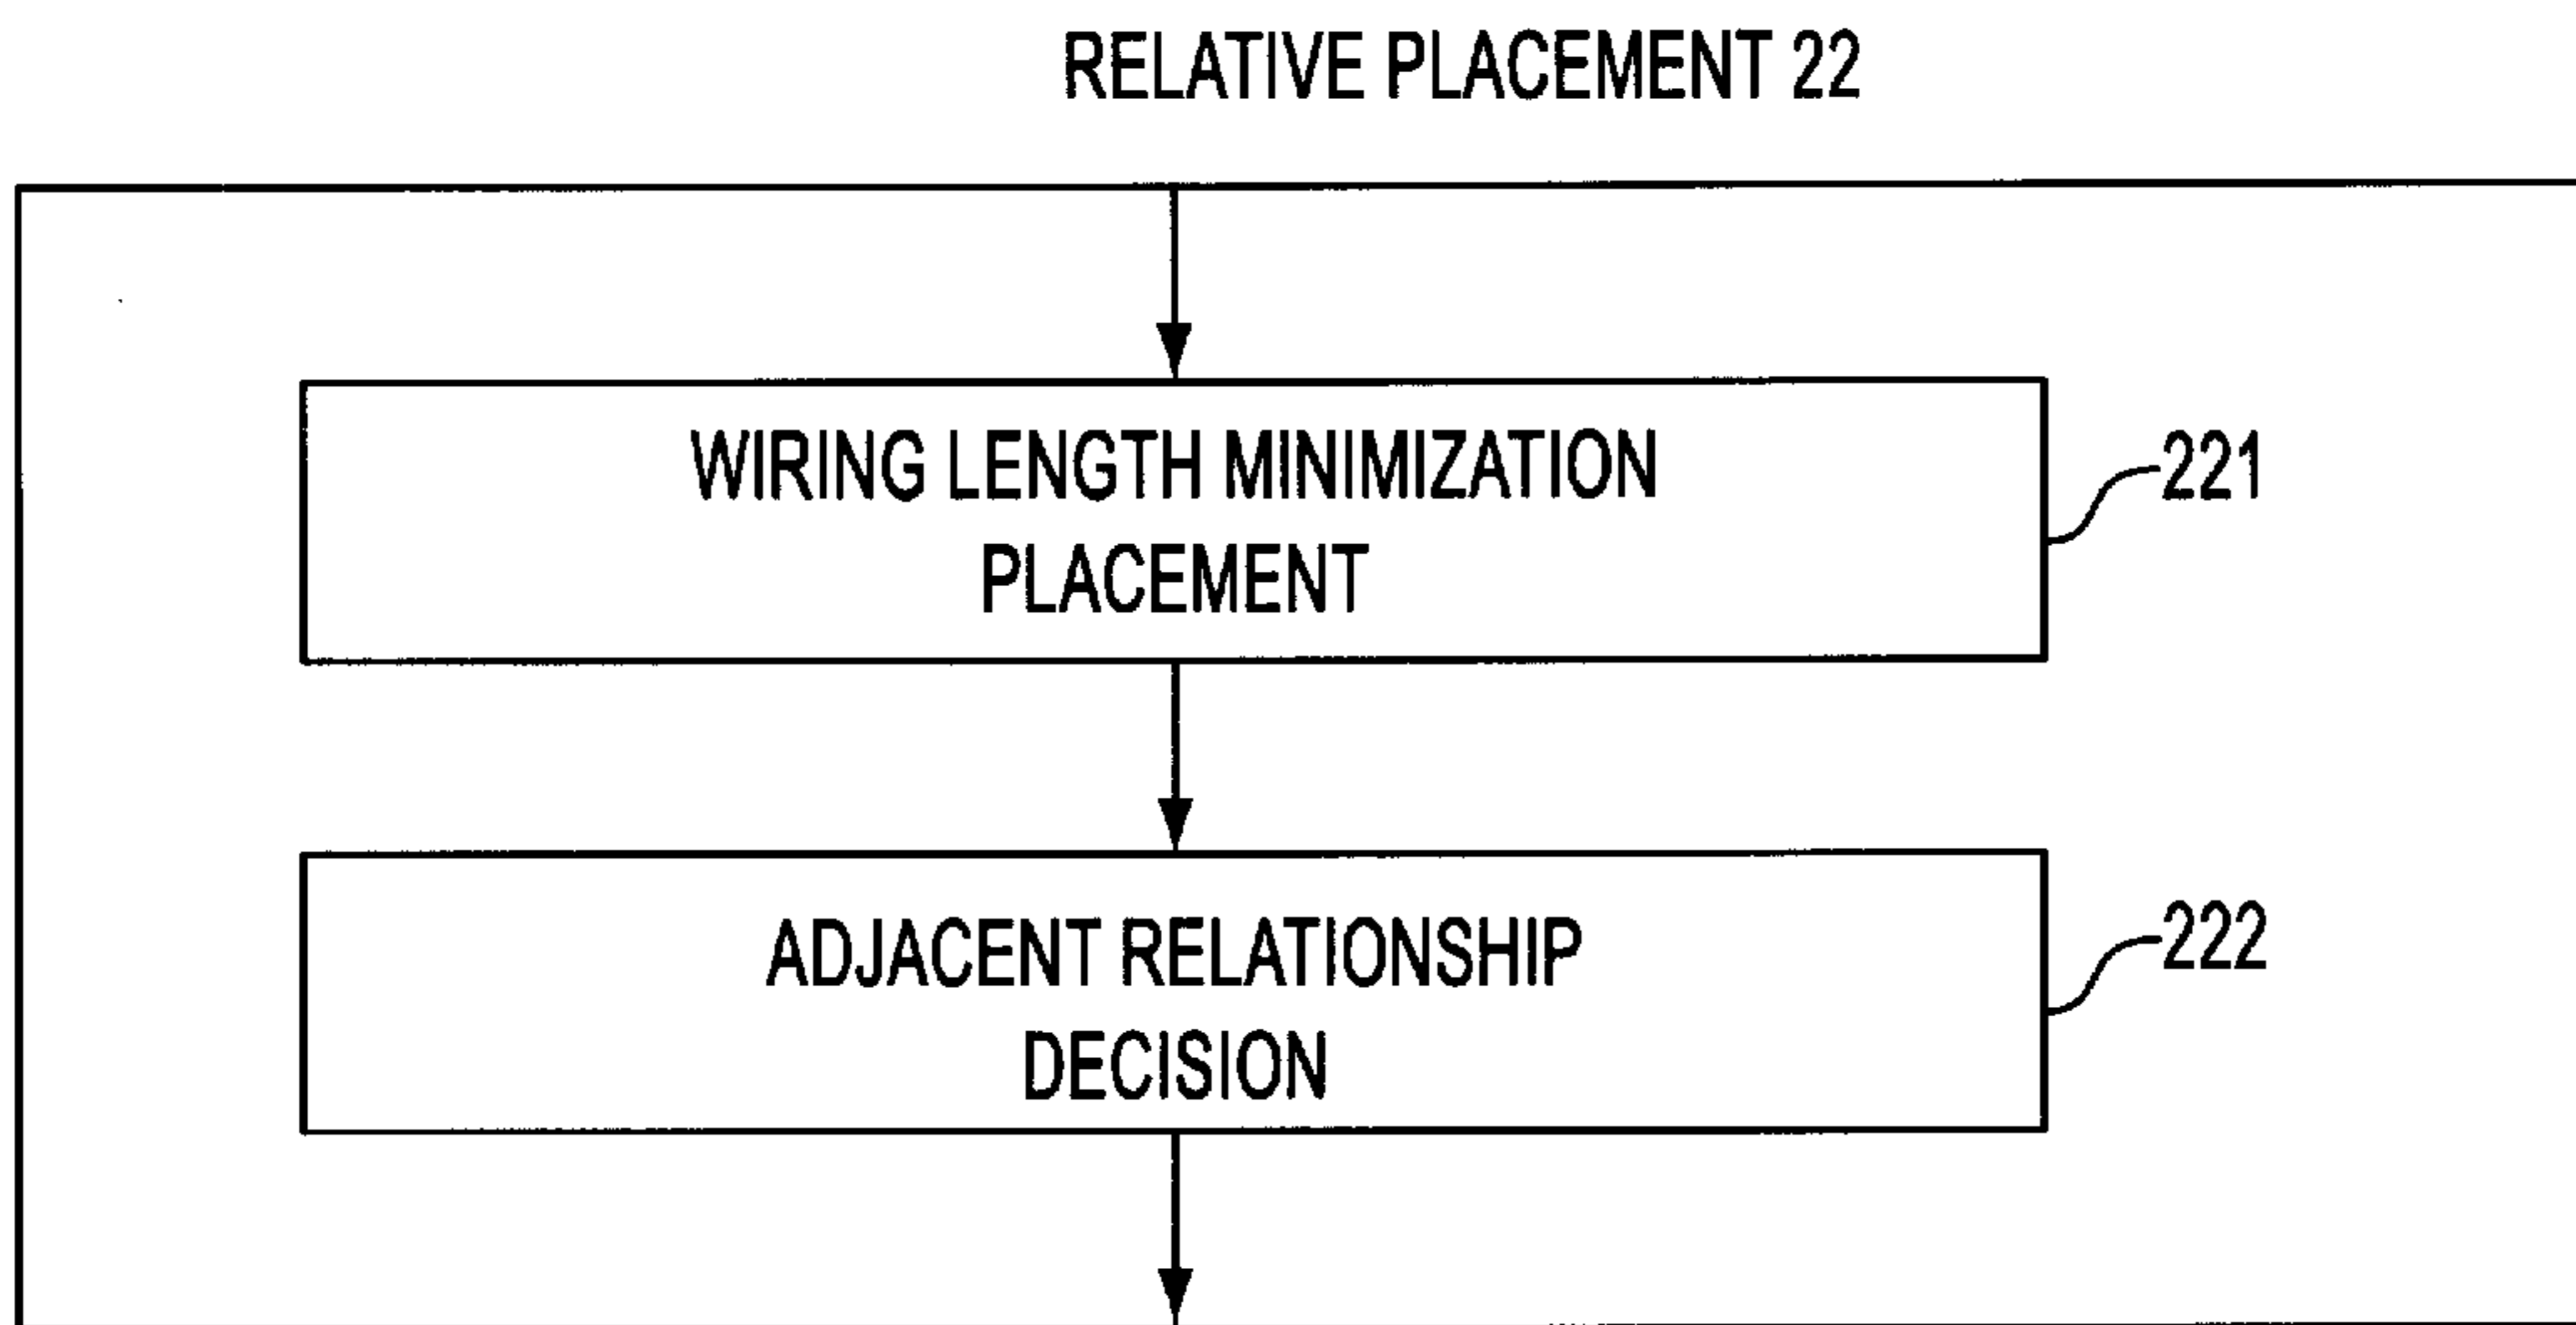 RELATIVE PLACEMENT 22
WIRING LENGTH MINIMIZATION
PLACEMENT
221
ADJACENT RELATIONSHIP
DECISION
222